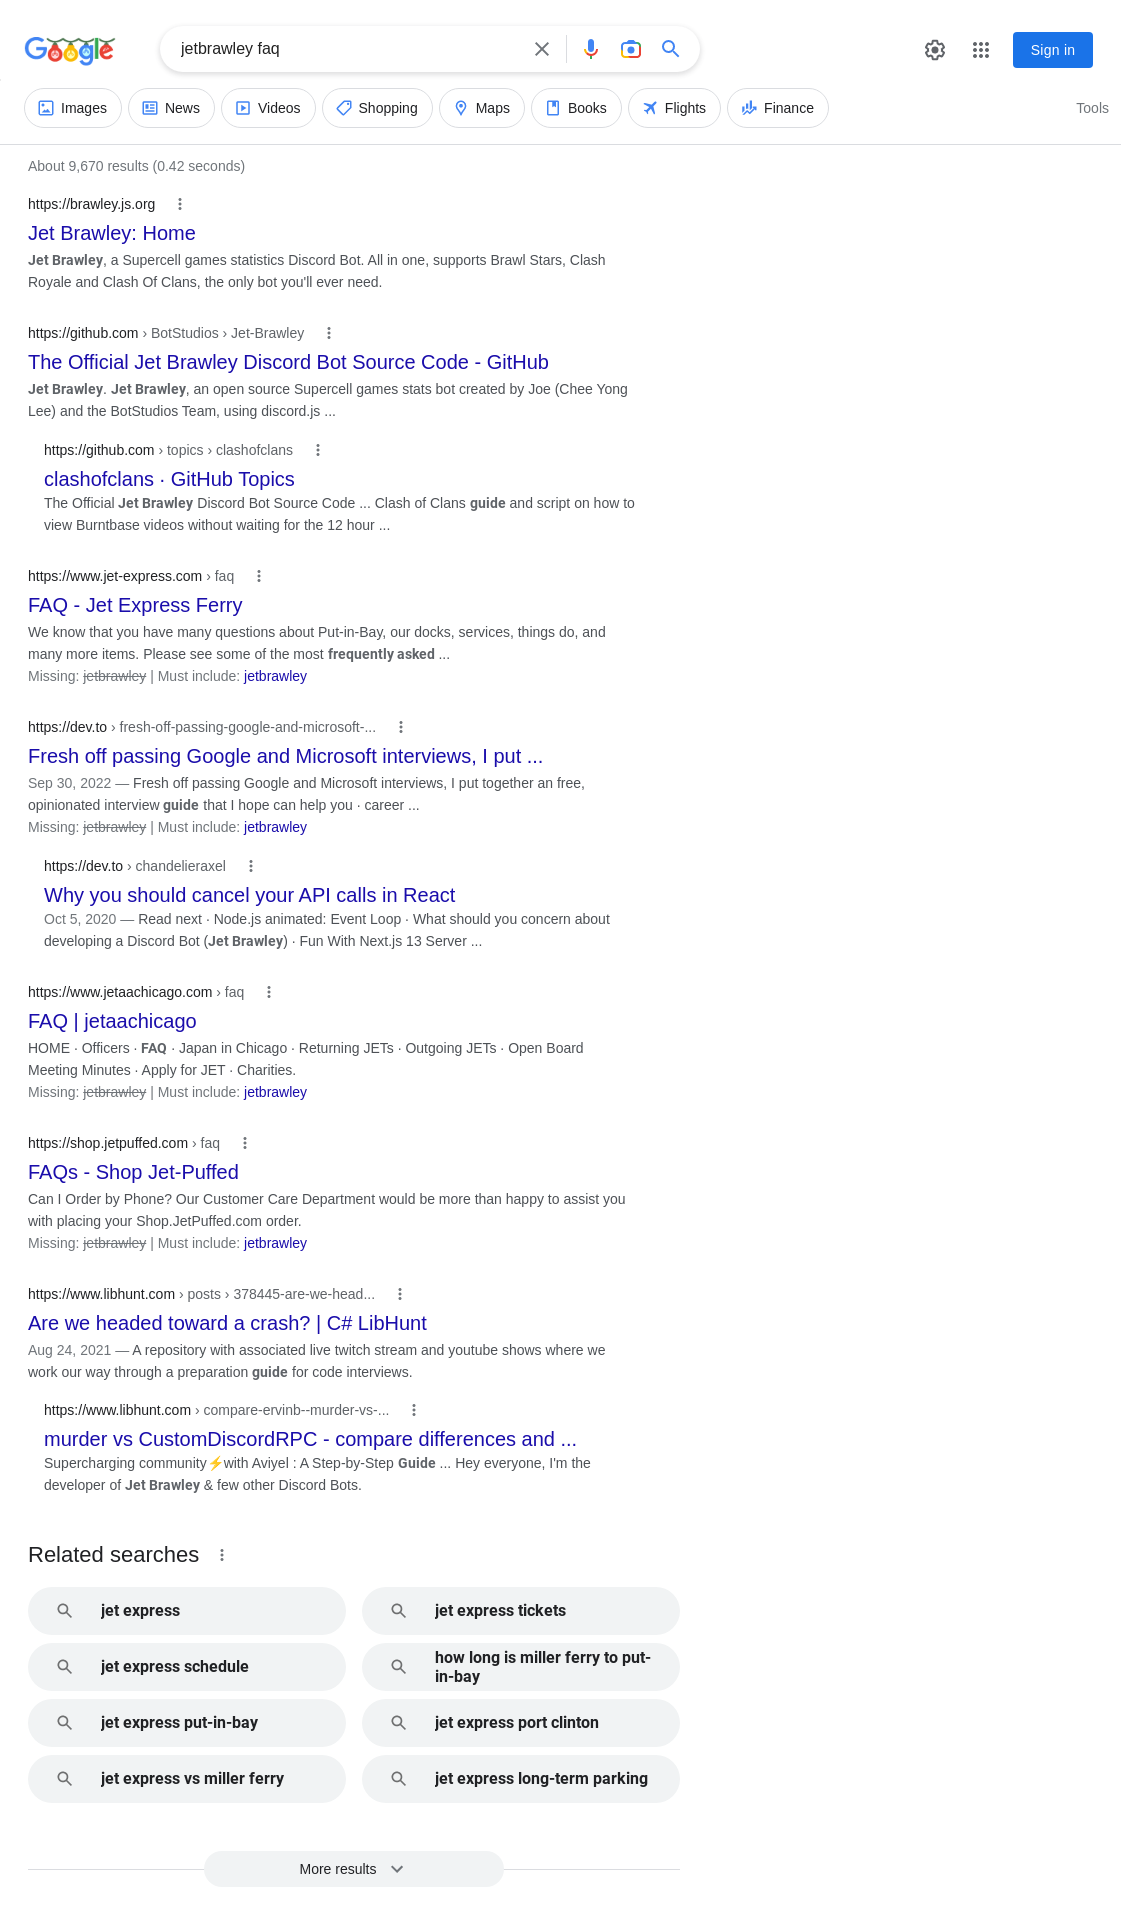 Google
jetbrawley faq
Sign in
Images
News
Videos
Shopping
Maps
Books
Flights
Finance
Tools
About 9,670 results (0.42 seconds)
https://brawley.js.org
Jet Brawley: Home
Jet Brawley, a Supercell games statistics Discord Bot. All in one, supports Brawl Stars, Clash
Royale and Clash Of Clans, the only bot you'll ever need.
https://github.com › BotStudios › Jet-Brawley
The Official Jet Brawley Discord Bot Source Code - GitHub
Jet Brawley. Jet Brawley, an open source Supercell games stats bot created by Joe (Chee Yong
Lee) and the BotStudios Team, using discord.js ...
https://github.com › topics › clashofclans
clashofclans · GitHub Topics
The Official Jet Brawley Discord Bot Source Code ... Clash of Clans guide and script on how to
view Burntbase videos without waiting for the 12 hour ...
https://www.jet-express.com › faq
FAQ - Jet Express Ferry
We know that you have many questions about Put-in-Bay, our docks, services, things do, and
many more items. Please see some of the most frequently asked ...
Missing: jetbrawley | Must include: jetbrawley
https://dev.to › fresh-off-passing-google-and-microsoft-...
Fresh off passing Google and Microsoft interviews, I put ...
Sep 30, 2022 — Fresh off passing Google and Microsoft interviews, I put together an free,
opinionated interview guide that I hope can help you · career ...
Missing: jetbrawley | Must include: jetbrawley
https://dev.to › chandelieraxel
Why you should cancel your API calls in React
Oct 5, 2020 — Read next · Node.js animated: Event Loop · What should you concern about
developing a Discord Bot (Jet Brawley) · Fun With Next.js 13 Server ...
https://www.jetaachicago.com › faq
FAQ | jetaachicago
HOME · Officers · FAQ · Japan in Chicago · Returning JETs · Outgoing JETs · Open Board
Meeting Minutes · Apply for JET · Charities.
Missing: jetbrawley | Must include: jetbrawley
https://shop.jetpuffed.com › faq
FAQs - Shop Jet-Puffed
Can I Order by Phone? Our Customer Care Department would be more than happy to assist you
with placing your Shop.JetPuffed.com order.
Missing: jetbrawley | Must include: jetbrawley
https://www.libhunt.com › posts › 378445-are-we-head...
Are we headed toward a crash? | C# LibHunt
Aug 24, 2021 — A repository with associated live twitch stream and youtube shows where we
work our way through a preparation guide for code interviews.
https://www.libhunt.com › compare-ervinb--murder-vs-...
murder vs CustomDiscordRPC - compare differences and ...
Supercharging community⚡with Aviyel : A Step-by-Step Guide ... Hey everyone, I'm the
developer of Jet Brawley & few other Discord Bots.
Related searches
jet express
jet express tickets
jet express schedule
how long is miller ferry to put-
in-bay
jet express put-in-bay
jet express port clinton
jet express vs miller ferry
jet express long-term parking
More results